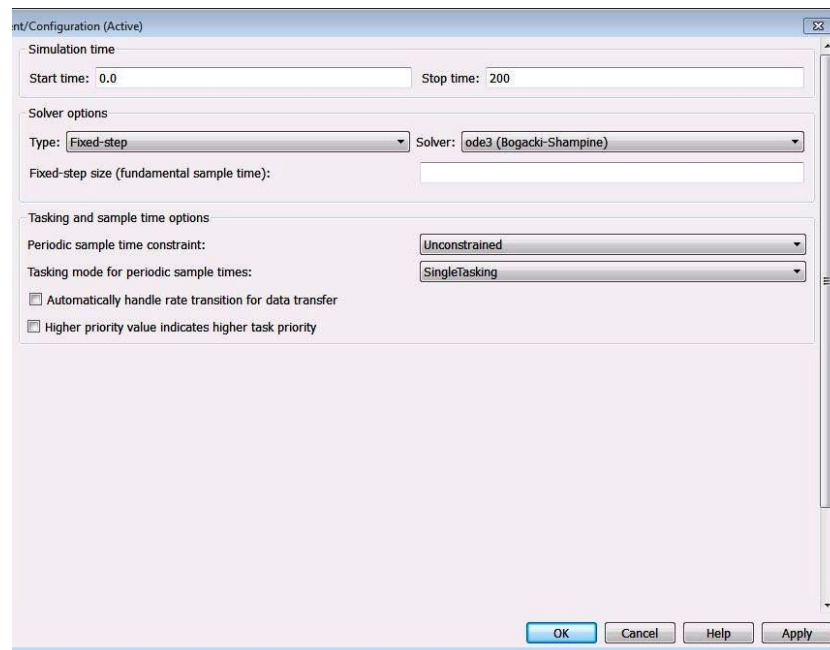 nt/Configuration (Active)
Simulation time
Start time: 0.0 Stop time: 200
Solver options
Type: Fixed-step Solver: ode3 (Bogacki-Shampine)
Fixed-step size (fundamental sample time):
Tasking and sample time options
Periodic sample time constraint: Unconstrained
Tasking mode for periodic sample times: SingleTasking
Automatically handle rate transition for data transfer
Higher priority value indicates higher task priority
OK Cancel Help Apply